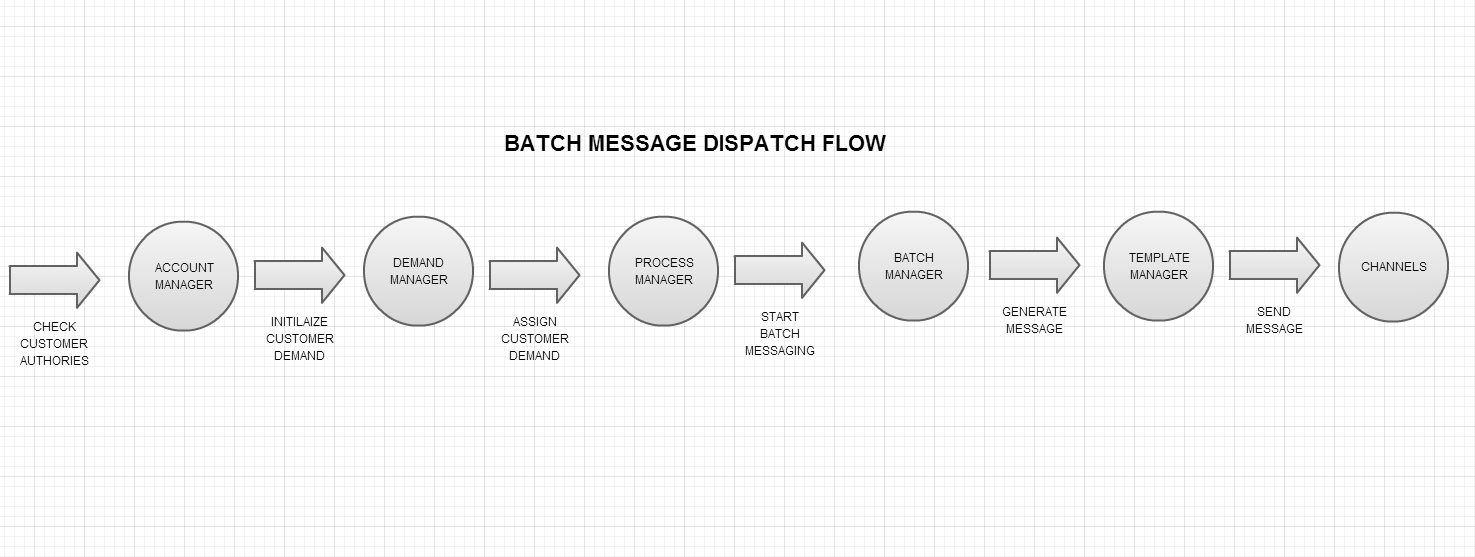 BATCH MESSAGE DISPATCH FLOW
CHECK
CUSTOMER
AUTHORIES
ACCOUNT
MANAGER
INITILAIZE
CUSTOMER
DEMAND
DEMAND
MANAGER
ASSIGN
CUSTOMER
DEMAND
PROCESS
MANAGER
START
BATCH
MESSAGING
BATCH
MANAGER
GENERATE
MESSAGE
TEMPLATE
MANAGER
SEND
MESSAGE
CHANNELS